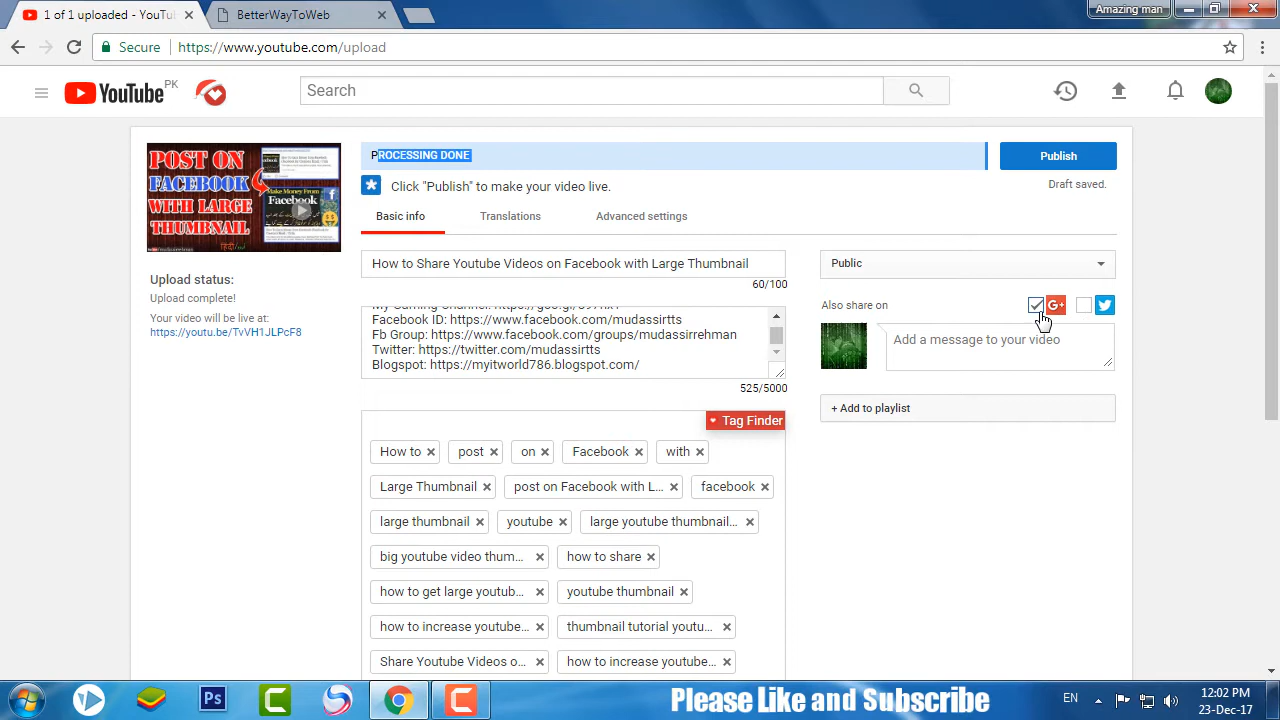 1 of 1 uploaded - YouTu
BetterWayToWeb
Amazing man
Secure
https://www.youtube.com/upload
YouTube PK
Search
POST ON
FACEBOOK
WITH LARGE
THUMBNAIL
Make Money From
Facebook
PROCESSING DONE
Publish
Click "Publish" to make your video live.
Draft saved.
Basic info
Translations
Advanced settings
Upload status:
Upload complete!
Your video will be live at:
https://youtu.be/TvVH1JLPcF8
How to Share Youtube Videos on Facebook with Large Thumbnail
60/100
Facebook ID: https://www.facebook.com/mudassirtts
Fb Group: https://www.facebook.com/groups/mudassirrehman
Twitter: https://twitter.com/mudassirtts
Blogspot: https://myitworld786.blogspot.com/
525/5000
Public
Also share on
G+
Add a message to your video
+ Add to playlist
Tag Finder
How to
post
on
Facebook
with
Large Thumbnail
post on Facebook with L...
facebook
large thumbnail
youtube
large youtube thumbnail...
big youtube video thum...
how to share
how to get large youtub...
youtube thumbnail
how to increase youtube...
thumbnail tutorial youtu...
Share Youtube Videos o...
how to increase youtube...
Ps
Please Like and Subscribe
EN
12:02 PM
23-Dec-17